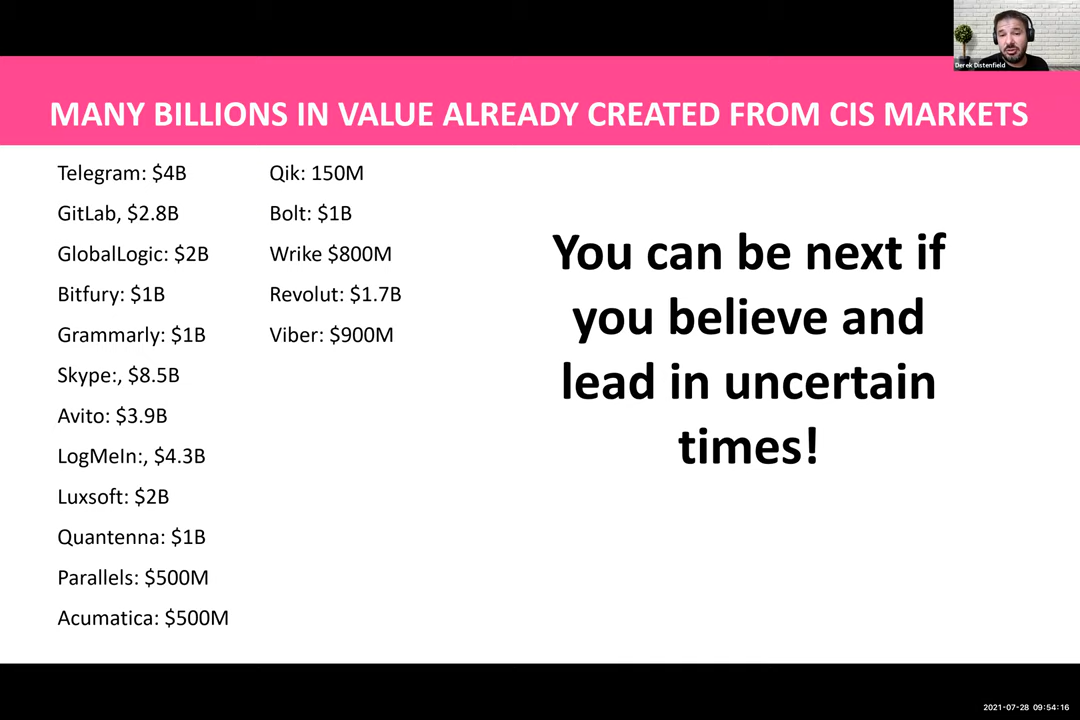 Derek Distenfield
MANY BILLIONS IN VALUE ALREADY CREATED FROM CIS MARKETS
Telegram: $4B
GitLab, $2.8B
GlobalLogic: $2B
Bitfury: $1B
Grammarly: $1B
Skype:, $8.5B
Avito: $3.9B
LogMeIn:, $4.3B
Luxsoft: $2B
Quantenna: $1B
Parallels: $500M
Acumatica: $500M
Qik: 150M
Bolt: $1B
Wrike $800M
Revolut: $1.7B
Viber: $900M
You can be next if
you believe and
lead in uncertain
times!
2021-07-28 09:54:16